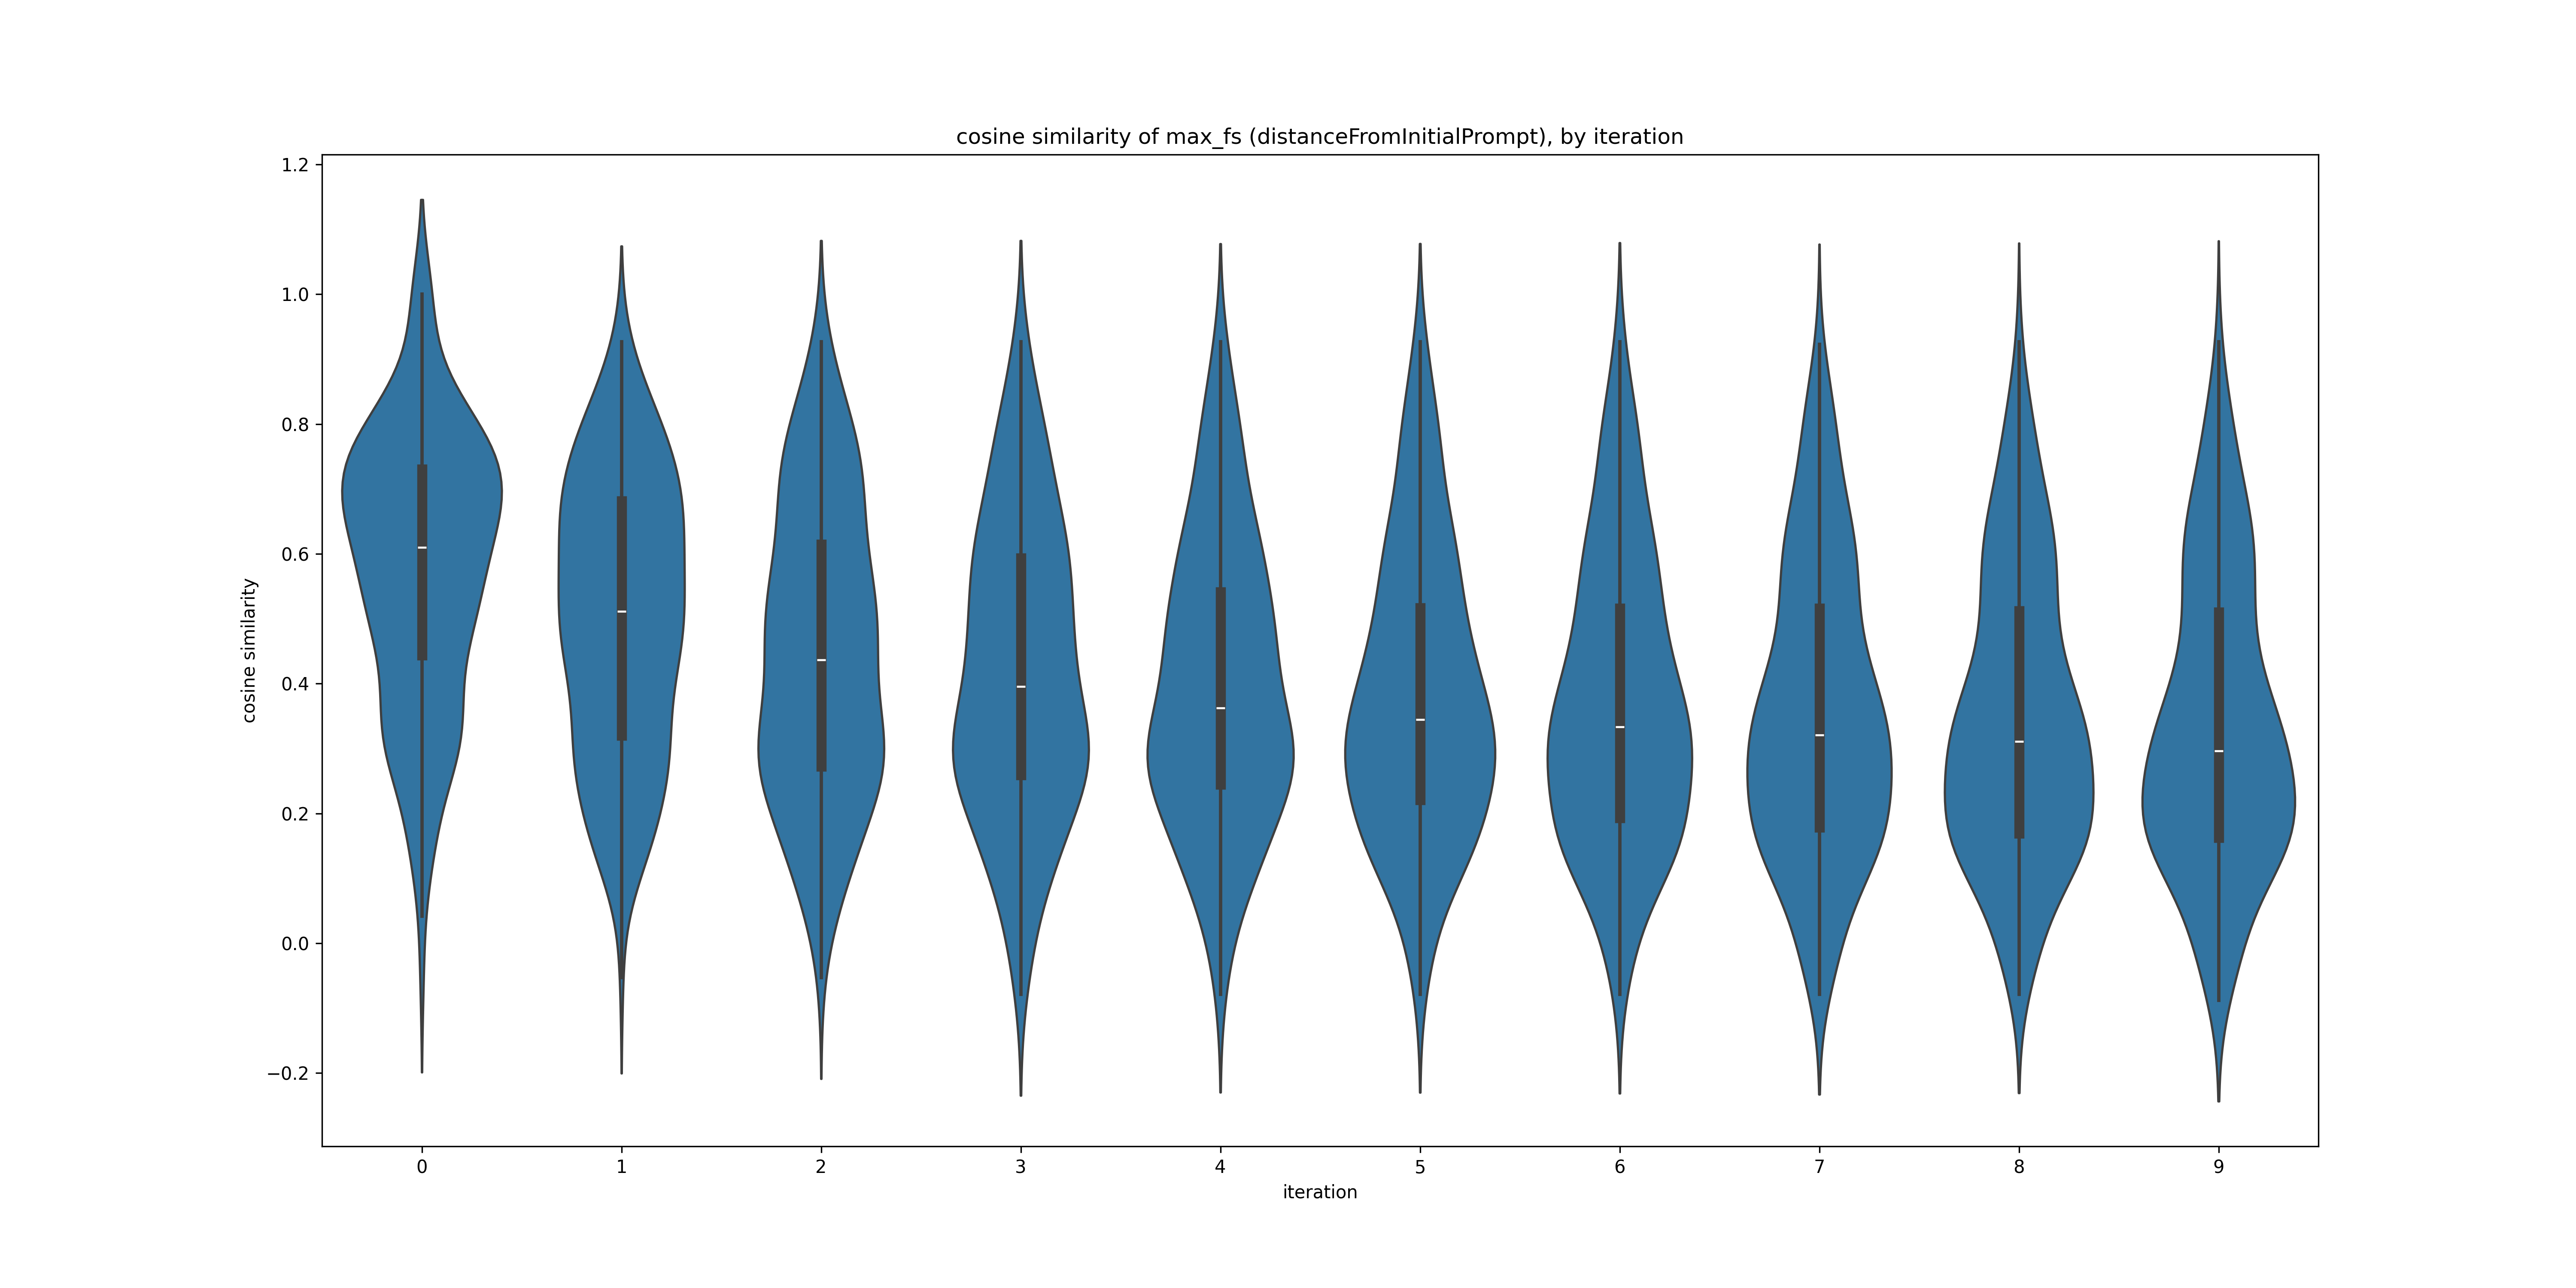 cosine similarity of max_fs (distanceFromInitialPrompt), by iteration
1.2
1.0
0.8
0.6
0.4
0.2
0.0
−0.2
cosine similarity
0 1 2 3 4 5 6 7 8 9
iteration